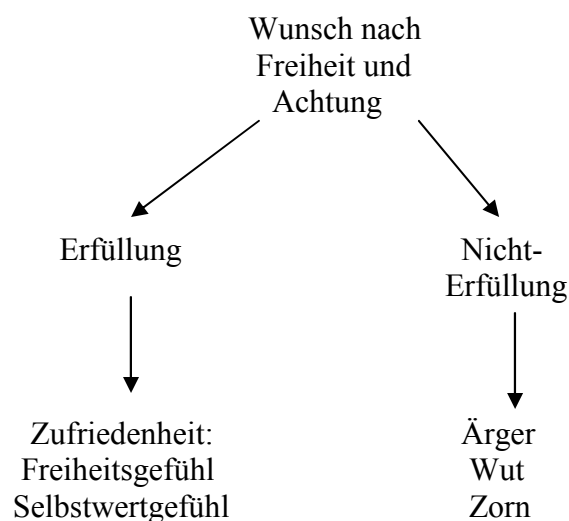 Wunsch nach
Freiheit und
Achtung
Erfüllung
Nicht-
Erfüllung
Zufriedenheit:
Freiheitsgefühl
Selbstwertgefühl
Ärger
Wut
Zorn